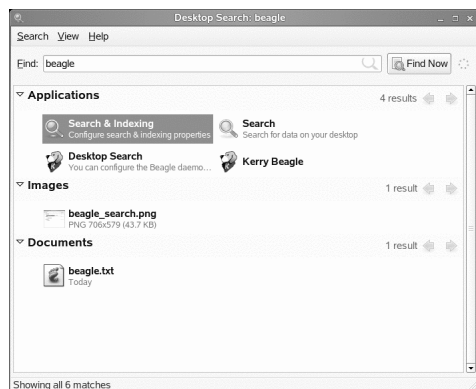 Desktop Search: beagle
Search View Help
Find: beagle Find Now
Applications 4 results
Search & Indexing
Configure search & indexing properties
Search
Search for data on your desktop
Desktop Search
You can configure the Beagle daemo...
Kerry Beagle
Images 1 result
beagle_search.png
PNG 706x579 (43.7 KB)
Documents 1 result
beagle.txt
Today
Showing all 6 matches